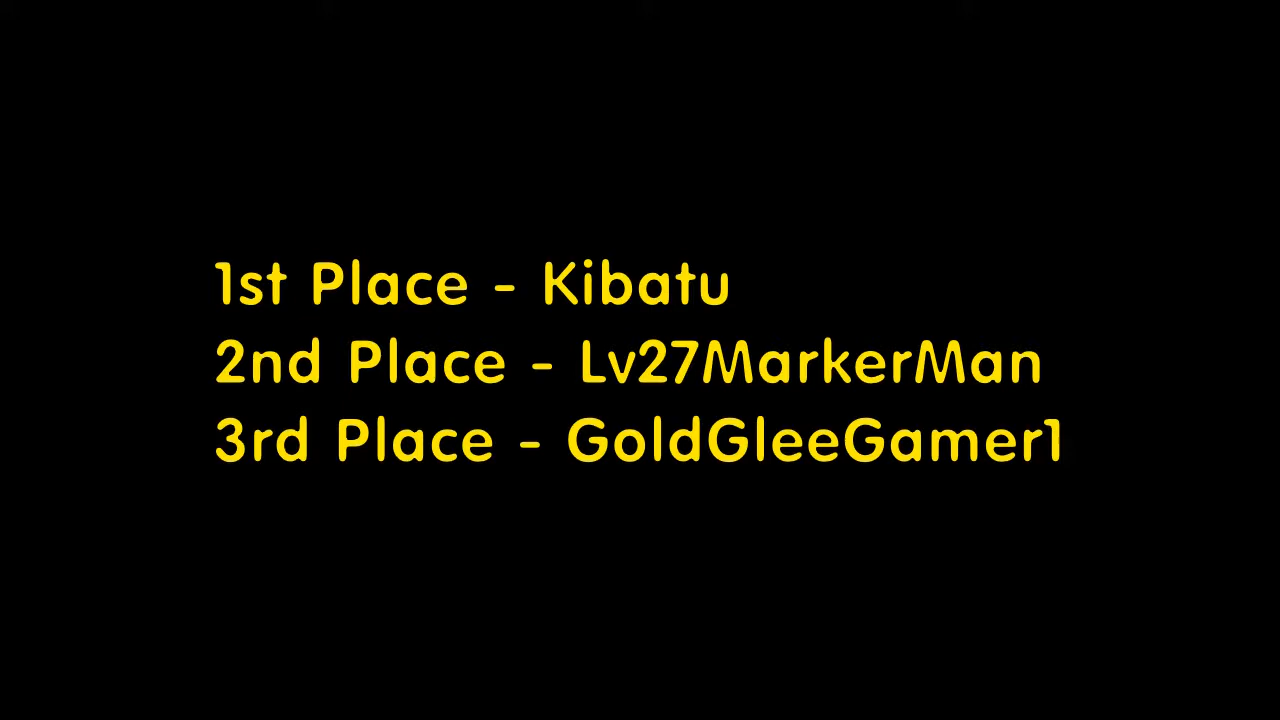 1st Place - Kibatu
2nd Place - Lv27MarkerMan
3rd Place - GoldGleeGamer1